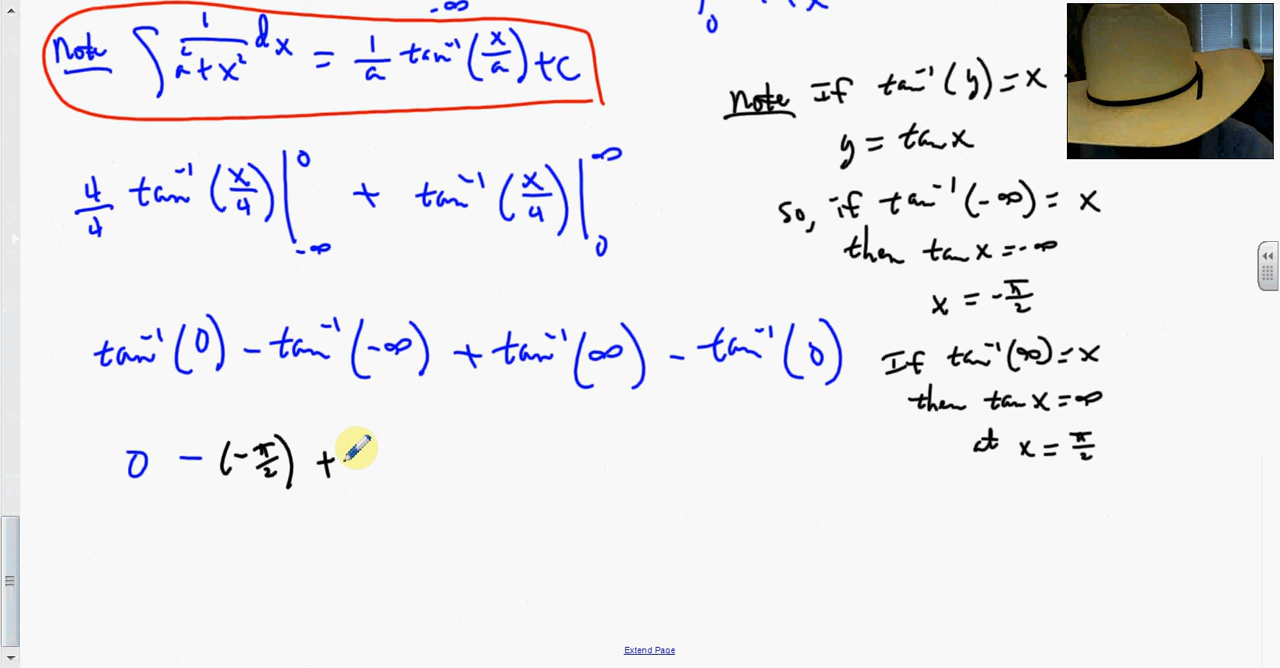 -∞
0
Note ∫ 1/(a² + x²) dx = 1/a tan⁻¹(x/a) + C
4/4 tan⁻¹(x/4) |₋∞⁰ + tan⁻¹(x/4) |₀^∞
tan⁻¹(0) - tan⁻¹(-∞) + tan⁻¹(∞) - tan⁻¹(0)
0 - (-π/2) +
Note If tan⁻¹(y) = x
y = tan x
so, if tan⁻¹(-∞) = x
then tan x = -∞
x = -π/2
If tan⁻¹(∞) = x
then tan x = ∞
at x = π/2
Extend Page